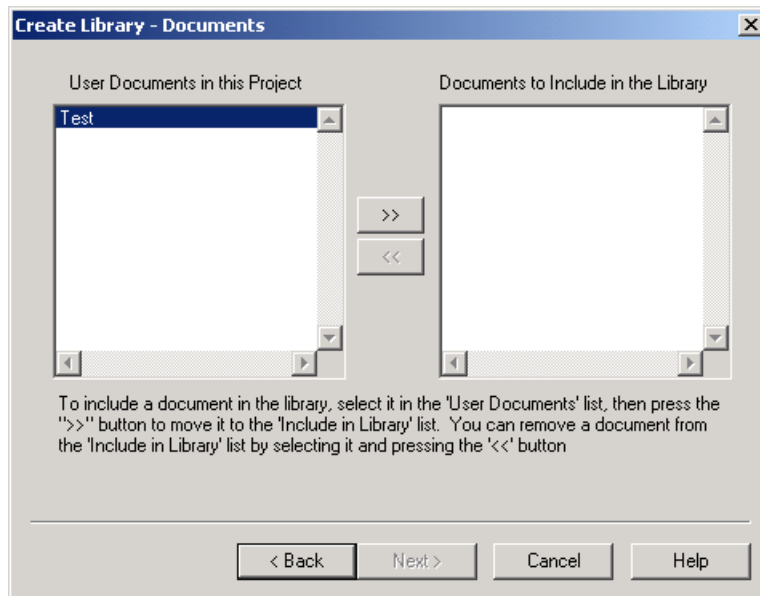 Create Library - Documents
User Documents in this Project
Documents to Include in the Library
Test
>>
<<
To include a document in the library, select it in the 'User Documents' list, then press the
">>" button to move it to the 'Include in Library' list.  You can remove a document from
the 'Include in Library' list by selecting it and pressing the '<<' button
< Back
Next >
Cancel
Help